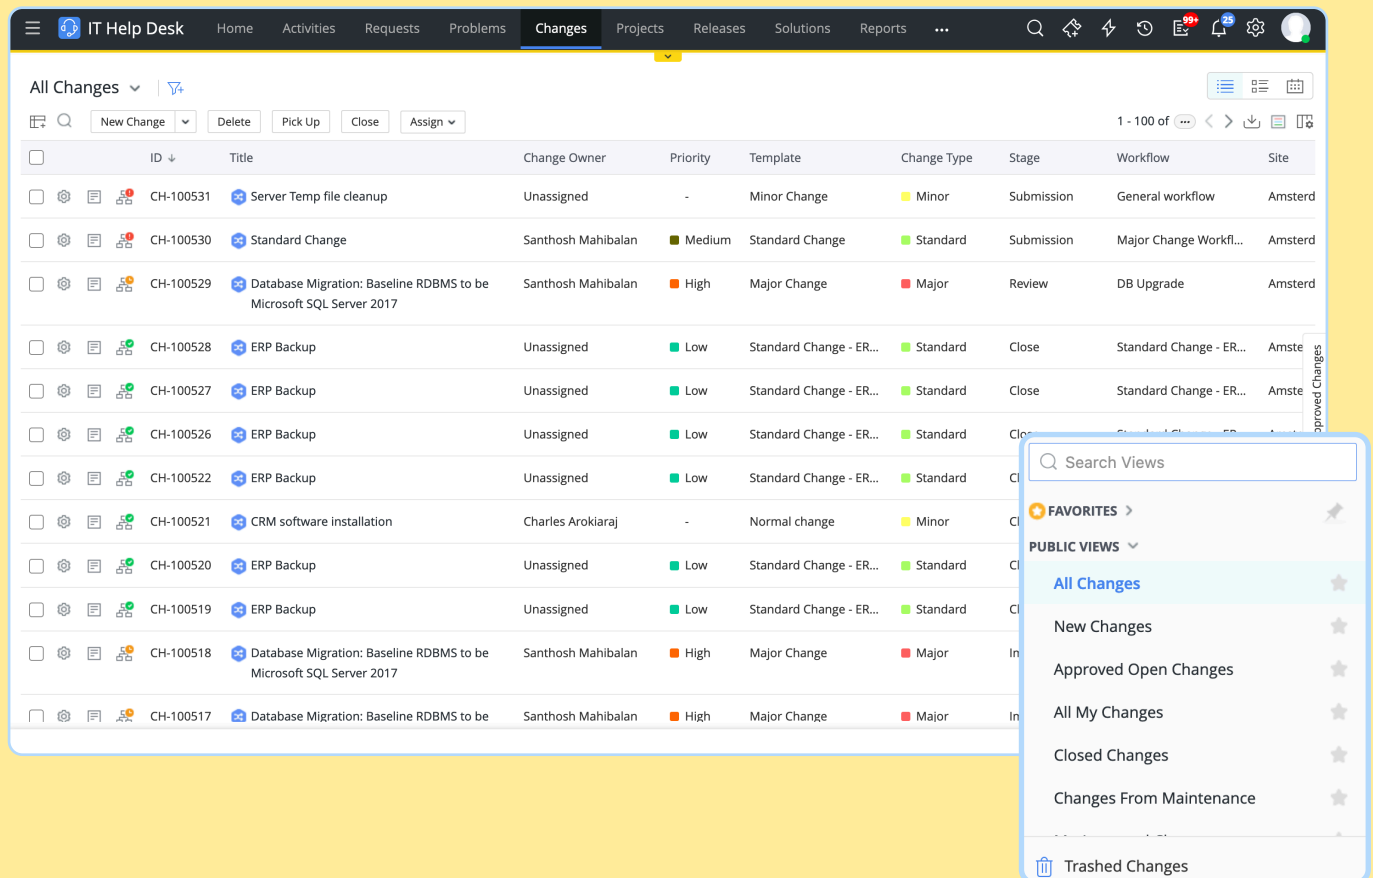 IT Help Desk Home Activities Requests Problems Changes Projects Releases Solutions Reports ... 99+ 25
All Changes
New Change Delete Pick Up Close Assign 1 - 100 of ...
ID Title Change Owner Priority Template Change Type Stage Workflow Site
CH-100531 Server Temp file cleanup Unassigned - Minor Change Minor Submission General workflow Amsterd
CH-100530 Standard Change Santhosh Mahibalan Medium Standard Change Standard Submission Major Change Workfl... Amsterd
CH-100529 Database Migration: Baseline RDBMS to be Santhosh Mahibalan High Major Change Major Review DB Upgrade Amsterd
Microsoft SQL Server 2017
CH-100528 ERP Backup Unassigned Low Standard Change - ER... Standard Close Standard Change - ER... Amste
CH-100527 ERP Backup Unassigned Low Standard Change - ER... Standard Close Standard Change - ER... Amste
proved Changes
CH-100526 ERP Backup Unassigned Low Standard Change - ER... Standard
CH-100522 ERP Backup Unassigned Low Standard Change - ER... Standard
CH-100521 CRM software installation Charles Arokiaraj - Normal change Minor
CH-100520 ERP Backup Unassigned Low Standard Change - ER... Standard
CH-100519 ERP Backup Unassigned Low Standard Change - ER... Standard
CH-100518 Database Migration: Baseline RDBMS to be Santhosh Mahibalan High Major Change Major
Microsoft SQL Server 2017
CH-100517 Database Migration: Baseline RDBMS to be Santhosh Mahibalan High Major Change Major
Search Views
FAVORITES
PUBLIC VIEWS
All Changes
New Changes
Approved Open Changes
All My Changes
Closed Changes
Changes From Maintenance
Trashed Changes